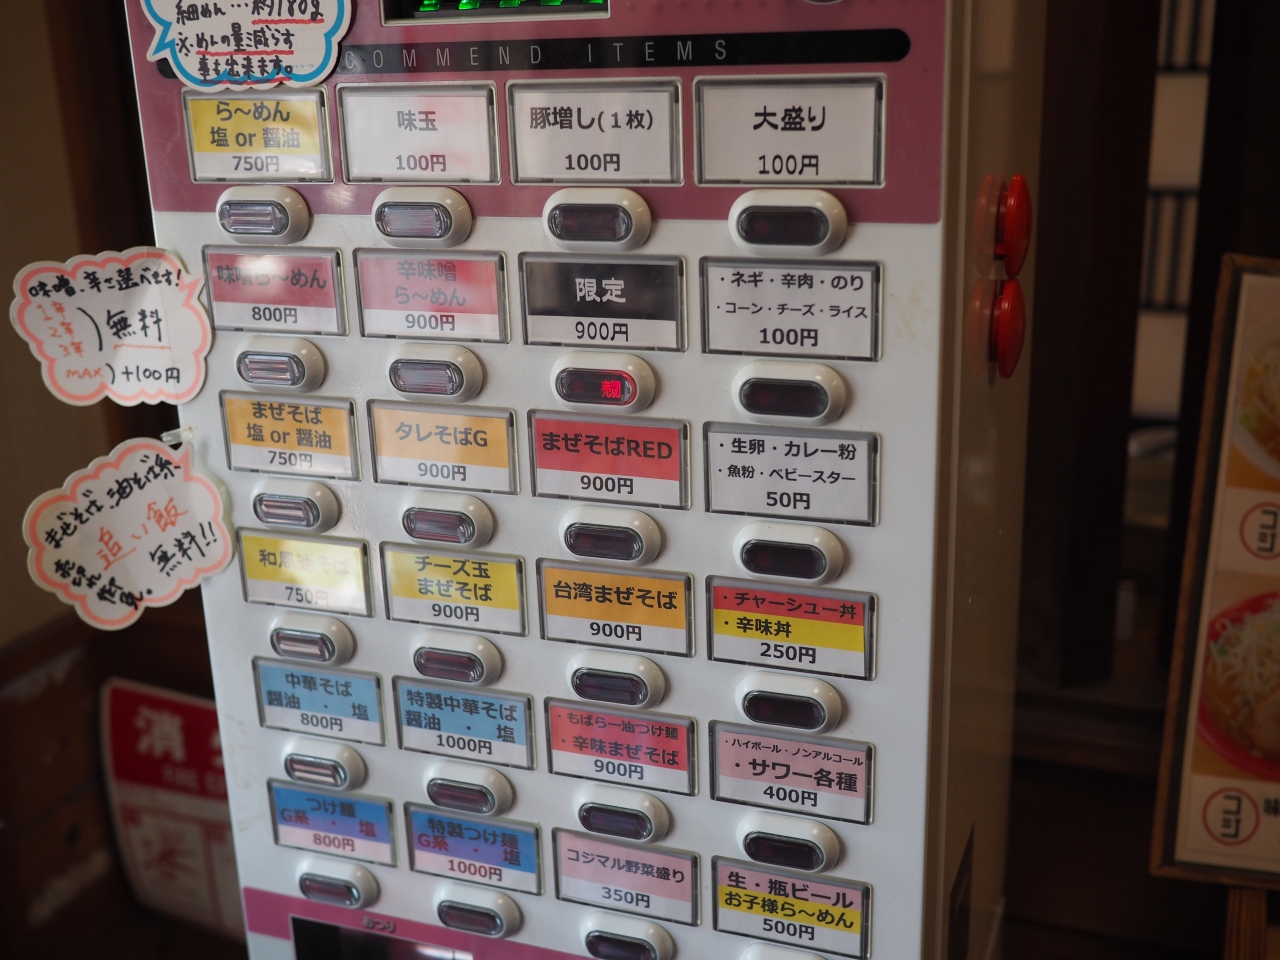 細めん…約180g
※めんの量減らす
事も出来ます。
COMMEND ITEMS
ら～めん
塩 or 醤油
750円
味玉
100円
豚増し(1枚)
100円
大盛り
100円
味噌ら～めん
800円
辛味噌
ら～めん
900円
限定
900円
売切
・ネギ・辛肉・のり
・コーン・チーズ・ライス
100円
味噌・辛さ選べます!
1辛
2辛
3辛
無料
MAX
+100円
まぜそば
塩 or 醤油
750円
タレそばG
900円
まぜそばRED
900円
・生卵・カレー粉
・魚粉・ベビースター
50円
まぜそば、油そば系
追い飯
無料!!
和風油そば
750円
チーズ玉
まぜそば
900円
台湾まぜそば
900円
・チャーシュー丼
・辛味丼
250円
中華そば
醤油・塩
800円
特製中華そば
醤油・塩
1000円
・もばら一油つけ麺
・辛味まぜそば
900円
・ハイボール・ノンアルコール
・サワー各種
400円
つけ麺
G系・塩
800円
特製つけ麺
G系・塩
1000円
コジマル野菜盛り
350円
生・瓶ビール
お子様ら～めん
500円
おつり
消